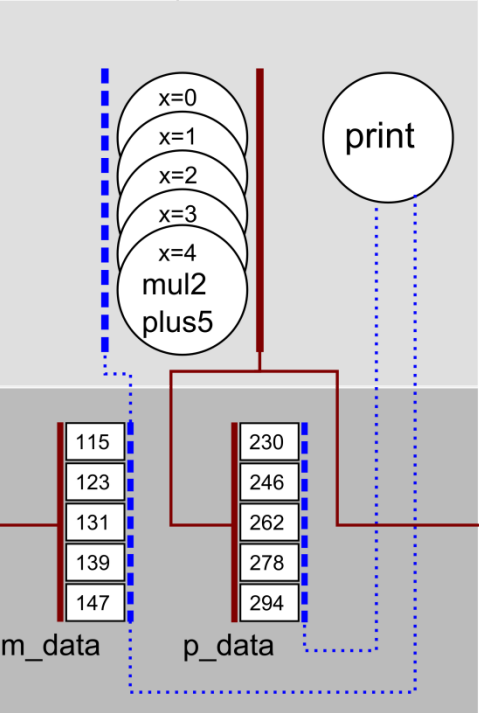 x=0
x=1
x=2
x=3
x=4
mul2
plus5
print
115
123
131
139
147
m_data
230
246
262
278
294
p_data